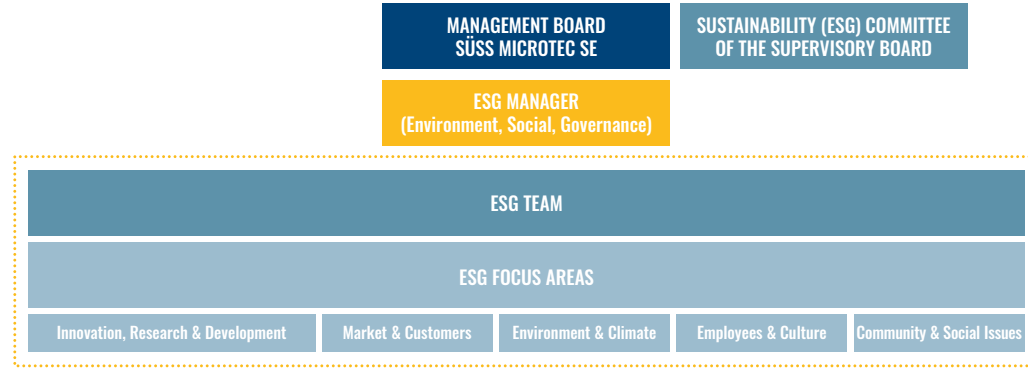 MANAGEMENT BOARD
SÜSS MICROTEC SE
SUSTAINABILITY (ESG) COMMITTEE
OF THE SUPERVISORY BOARD
ESG MANAGER
(Environment, Social, Governance)
ESG TEAM
ESG FOCUS AREAS
Innovation, Research & Development
Market & Customers
Environment & Climate
Employees & Culture
Community & Social Issues